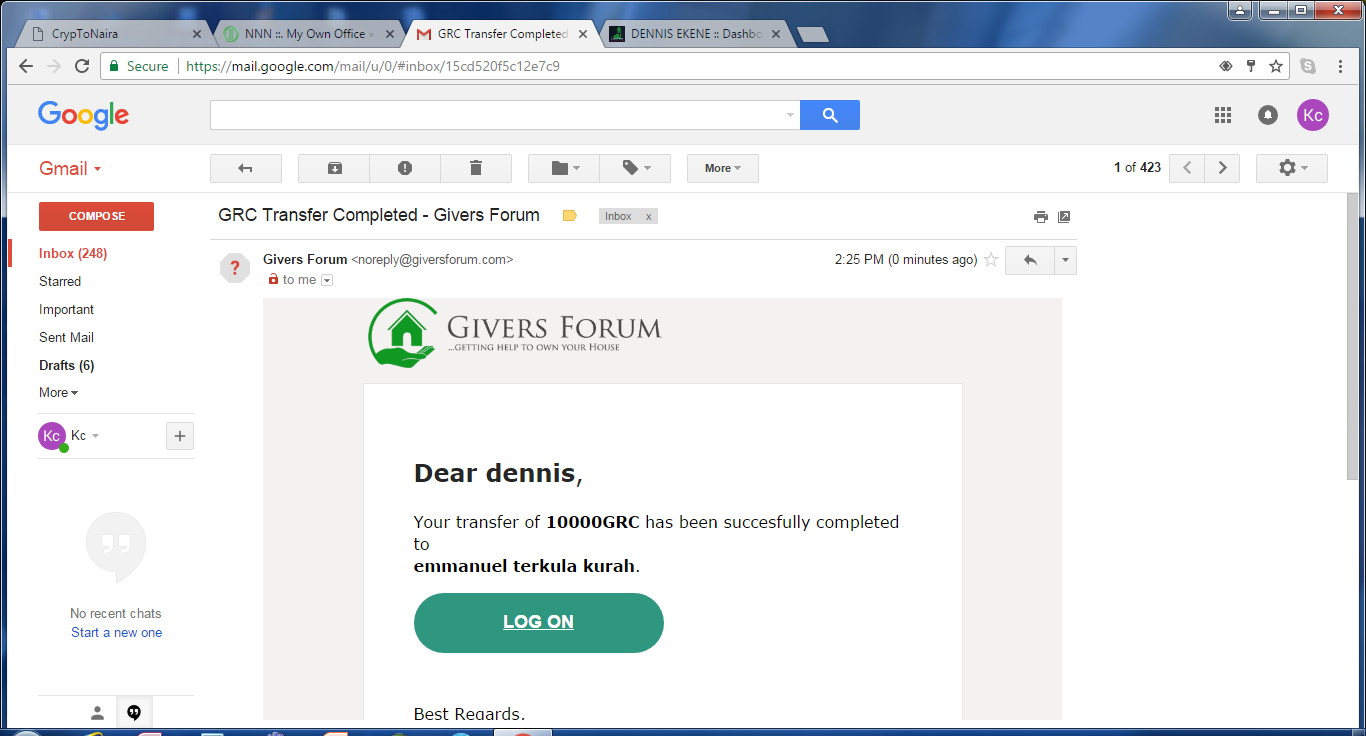 CrypToNaira
NNN ::. My Own Office »
GRC Transfer Completed
DENNIS EKENE :: Dashbo
Secure
https://mail.google.com/mail/u/0/#inbox/15cd520f5c12e7c9
Google
Kc
Gmail
More
1 of 423
COMPOSE
GRC Transfer Completed - Givers Forum
Inbox x
Inbox (248)
Starred
Important
Sent Mail
Drafts (6)
More
Kc Kc
No recent chats
Start a new one
Givers Forum <noreply@giversforum.com>
2:25 PM (0 minutes ago)
to me
GIVERS FORUM
...GETTING HELP TO OWN YOUR HOUSE
Dear dennis,
Your transfer of 10000GRC has been succesfully completed
to
emmanuel terkula kurah.
LOG ON
Best Regards,